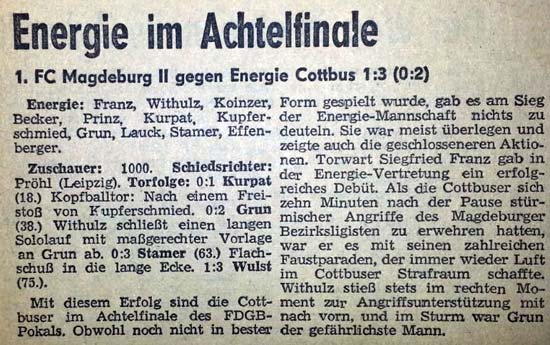 Energie im Achtelfinale
1. FC Magdeburg II gegen Energie Cottbus 1:3 (0:2)
Energie: Franz, Withulz, Koinzer,
Becker, Prinz, Kurpat, Kupfer-
schmied, Grun, Lauck, Stamer, Effen-
berger.
Zuschauer: 1000. Schiedsrichter:
Pröhl (Leipzig). Torfolge: 0:1 Kurpat
(18.) Kopfballtor: Nach einem Frei-
stoß von Kupferschmied. 0:2 Grun
(38.) Withulz schließt einen langen
Sololauf mit maßgerechter Vorlage
an Grun ab. 0:3 Stamer (63.) Flach-
schuß in die lange Ecke. 1:3 Wulst
(75.).
Mit diesem Erfolg sind die Cott-
buser im Achtelfinale des FDGB-
Pokals. Obwohl noch nicht in bester
Form gespielt wurde, gab es am Sieg
der Energie-Mannschaft nichts zu
deuteln. Sie war meist überlegen und
zeigte auch die geschlosseneren Aktio-
nen. Torwart Siegfried Franz gab in
der Energie-Vertretung ein erfolg-
reiches Debüt. Als die Cottbuser sich
zehn Minuten nach der Pause stür-
mischer Angriffe des Magdeburger
Bezirksligisten zu erwehren hatten,
war er es mit seinen zahlreichen
Faustparaden, der immer wieder Luft
im Cottbuser Strafraum schaffte.
Withulz stieß stets im rechten Mo-
ment zur Angriffsunterstützung mit
nach vorn, und im Sturm war Grun
der gefährlichste Mann.